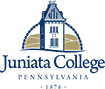 Juniata College
PENNSYLVANIA
• 1876 •